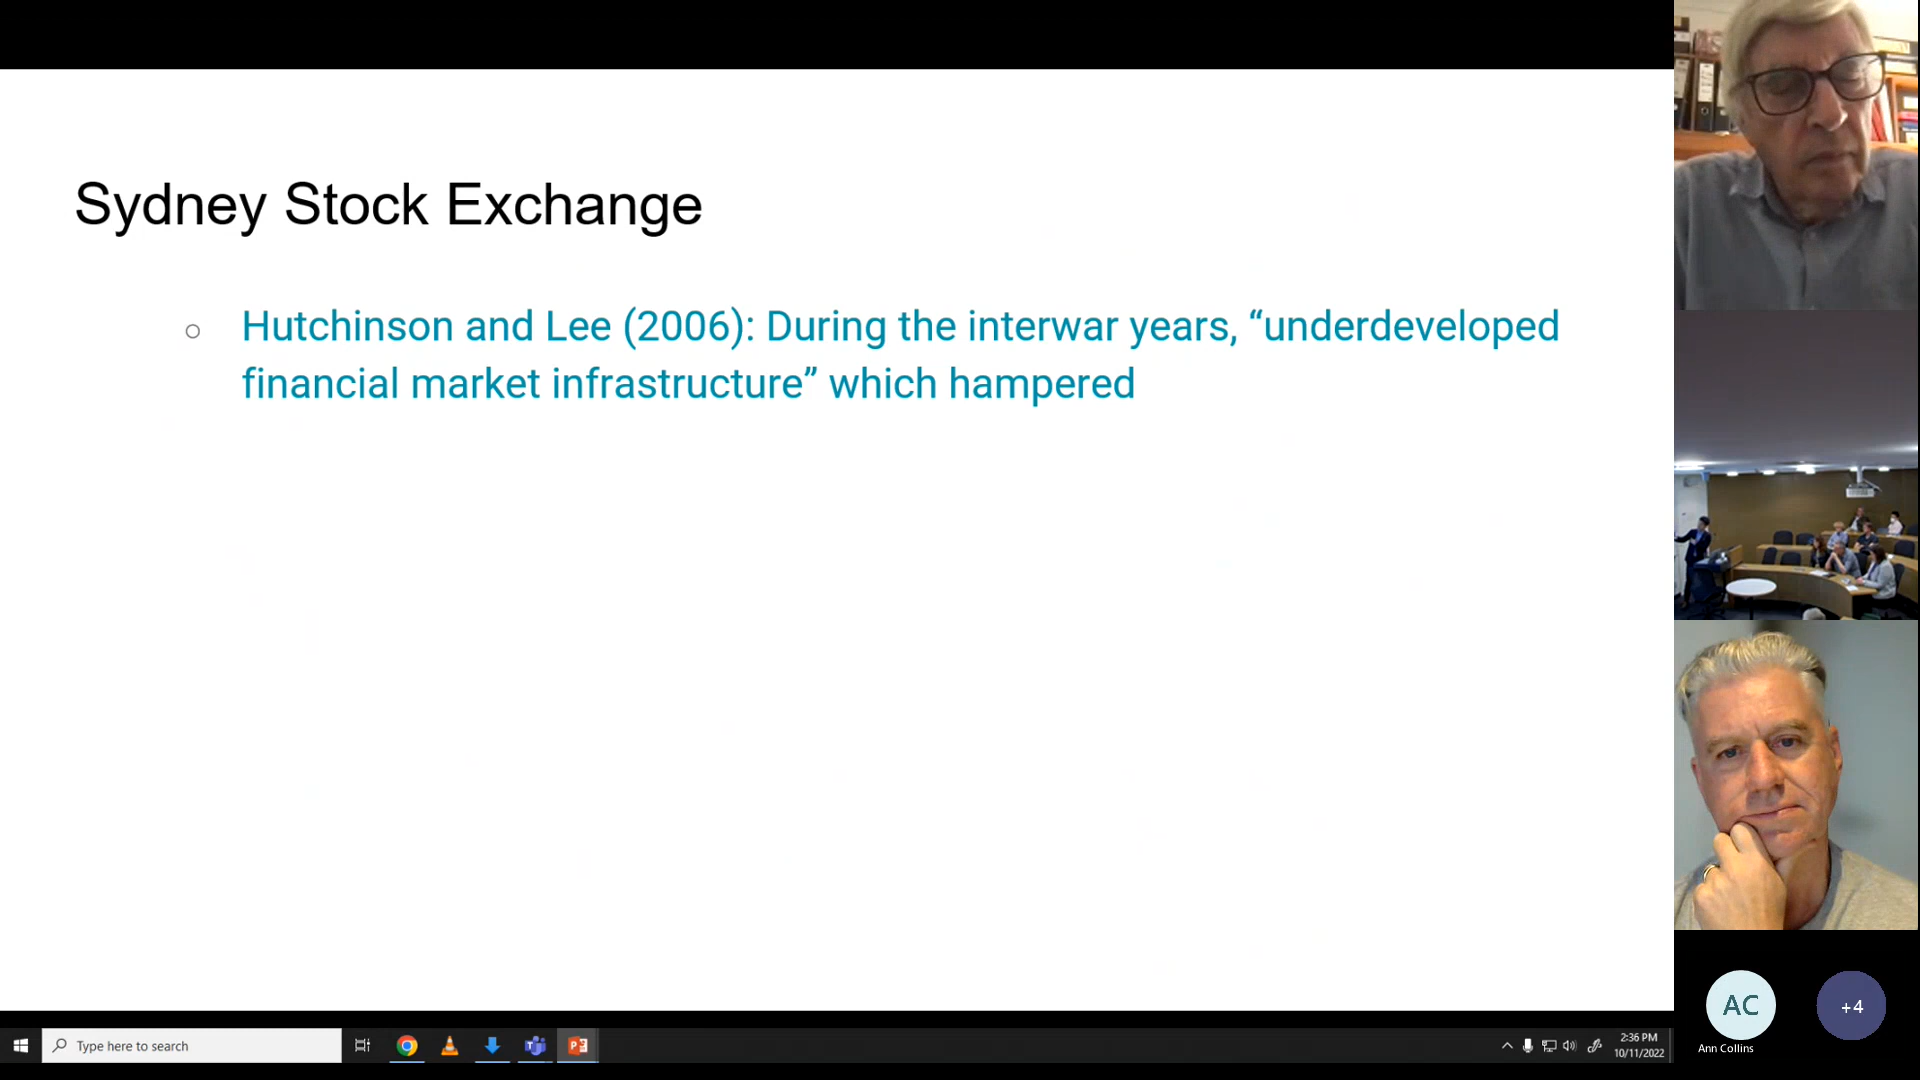 Sydney Stock Exchange
Hutchinson and Lee (2006): During the interwar years, “underdeveloped
financial market infrastructure” which hampered
AC
+4
Ann Collins
Type here to search
2:36 PM
10/11/2022